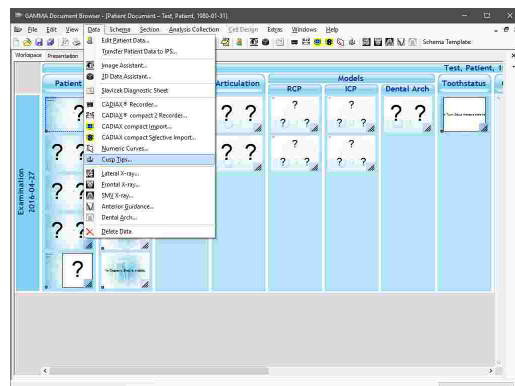 GAMMA Document Browser - [Patient Document - Test, Patient, 1980-01-31]
File Edit View Data Schema Section Analysis Collection Cell Design Extras Windows Help
Schema Template:
Workspace Presentation
Edit Patient Data...
Transfer Patient Data to IPS...
Image Assistant...
3D Data Assistant...
Slavicek Diagnostic Sheet
CADIAX® Recorder...
CADIAX® compact 2 Recorder...
CADIAX compact Import...
CADIAX compact Selective Import...
Numeric Curves...
Cusp Tips...
Lateral X-ray...
Frontal X-ray...
SMV X-ray...
Anterior Guidance...
Dental Arch...
Delete Data
Test, Patient, 1
Patient
Articulation
Models
RCP ICP Dental Arch
Toothstatus
Examination
2016-04-27
? ?
? ?
? ?
? ?
? ?
? ?
? ?
? ?
? ?
? ?
? ?
? ?
? ?
? ?
?